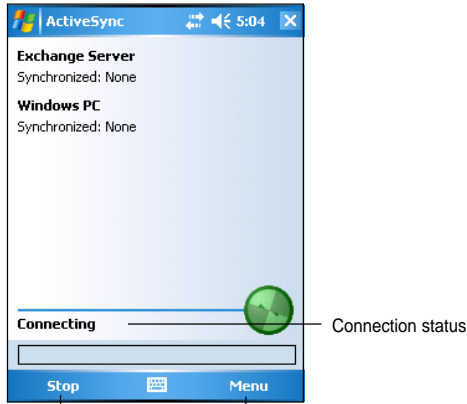 ActiveSync 5:04
Exchange Server
Synchronized: None
Windows PC
Synchronized: None
Connecting
Connection status
Stop Menu